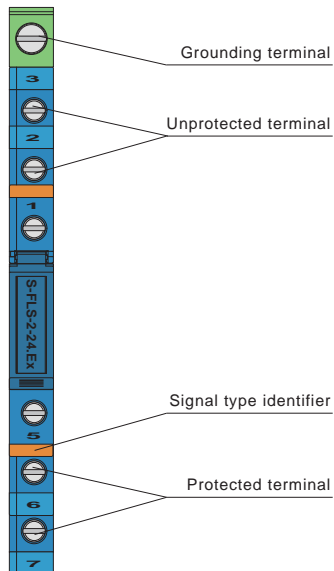 Grounding terminal
3
Unprotected terminal
2
1
S-FLS-2-24.Ex
Signal type identifier
5
Protected terminal
6
7